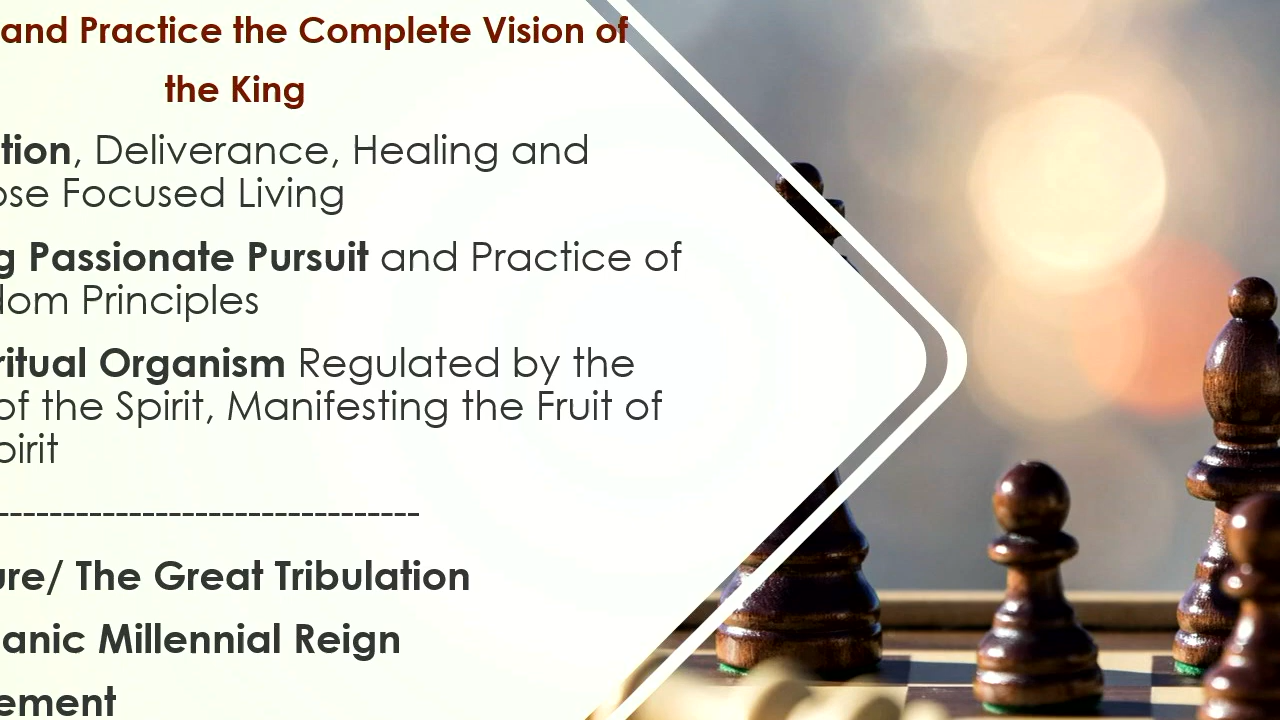 and Practice the Complete Vision of
the King
tion, Deliverance, Healing and
ose Focused Living
g Passionate Pursuit and Practice of
dom Principles
ritual Organism Regulated by the
of the Spirit, Manifesting the Fruit of
pirit
--------------------------------
ure/ The Great Tribulation
anic Millennial Reign
ement